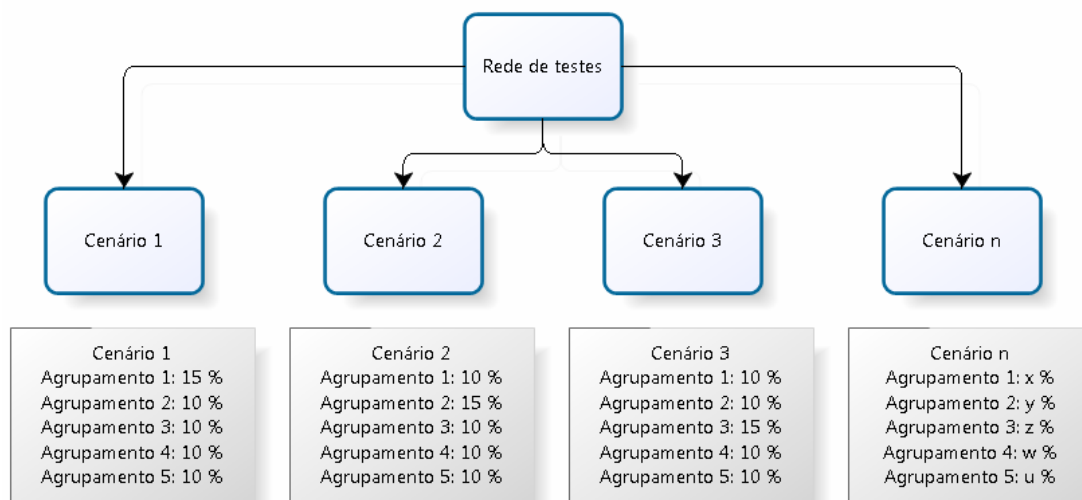 Rede de testes
Cenário 1
Cenário 2
Cenário 3
Cenário n
Cenário 1
Agrupamento 1: 15 %
Agrupamento 2: 10 %
Agrupamento 3: 10 %
Agrupamento 4: 10 %
Agrupamento 5: 10 %
Cenário 2
Agrupamento 1: 10 %
Agrupamento 2: 15 %
Agrupamento 3: 10 %
Agrupamento 4: 10 %
Agrupamento 5: 10 %
Cenário 3
Agrupamento 1: 10 %
Agrupamento 2: 10 %
Agrupamento 3: 15 %
Agrupamento 4: 10 %
Agrupamento 5: 10 %
Cenário n
Agrupamento 1: x %
Agrupamento 2: y %
Agrupamento 3: z %
Agrupamento 4: w %
Agrupamento 5: u %